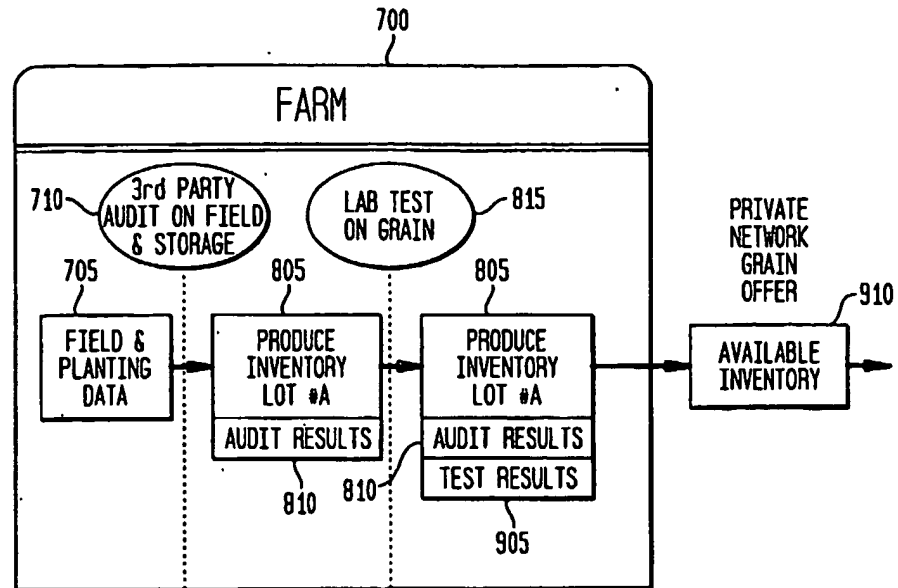 700
FARM
710
3rd PARTY
AUDIT ON FIELD
& STORAGE
LAB TEST
ON GRAIN
815
PRIVATE
NETWORK
GRAIN
OFFER
705
805
805
910
FIELD &
PLANTING
DATA
PRODUCE
INVENTORY
LOT #A
AUDIT RESULTS
810
PRODUCE
INVENTORY
LOT #A
AUDIT RESULTS
810
TEST RESULTS
905
AVAILABLE
INVENTORY